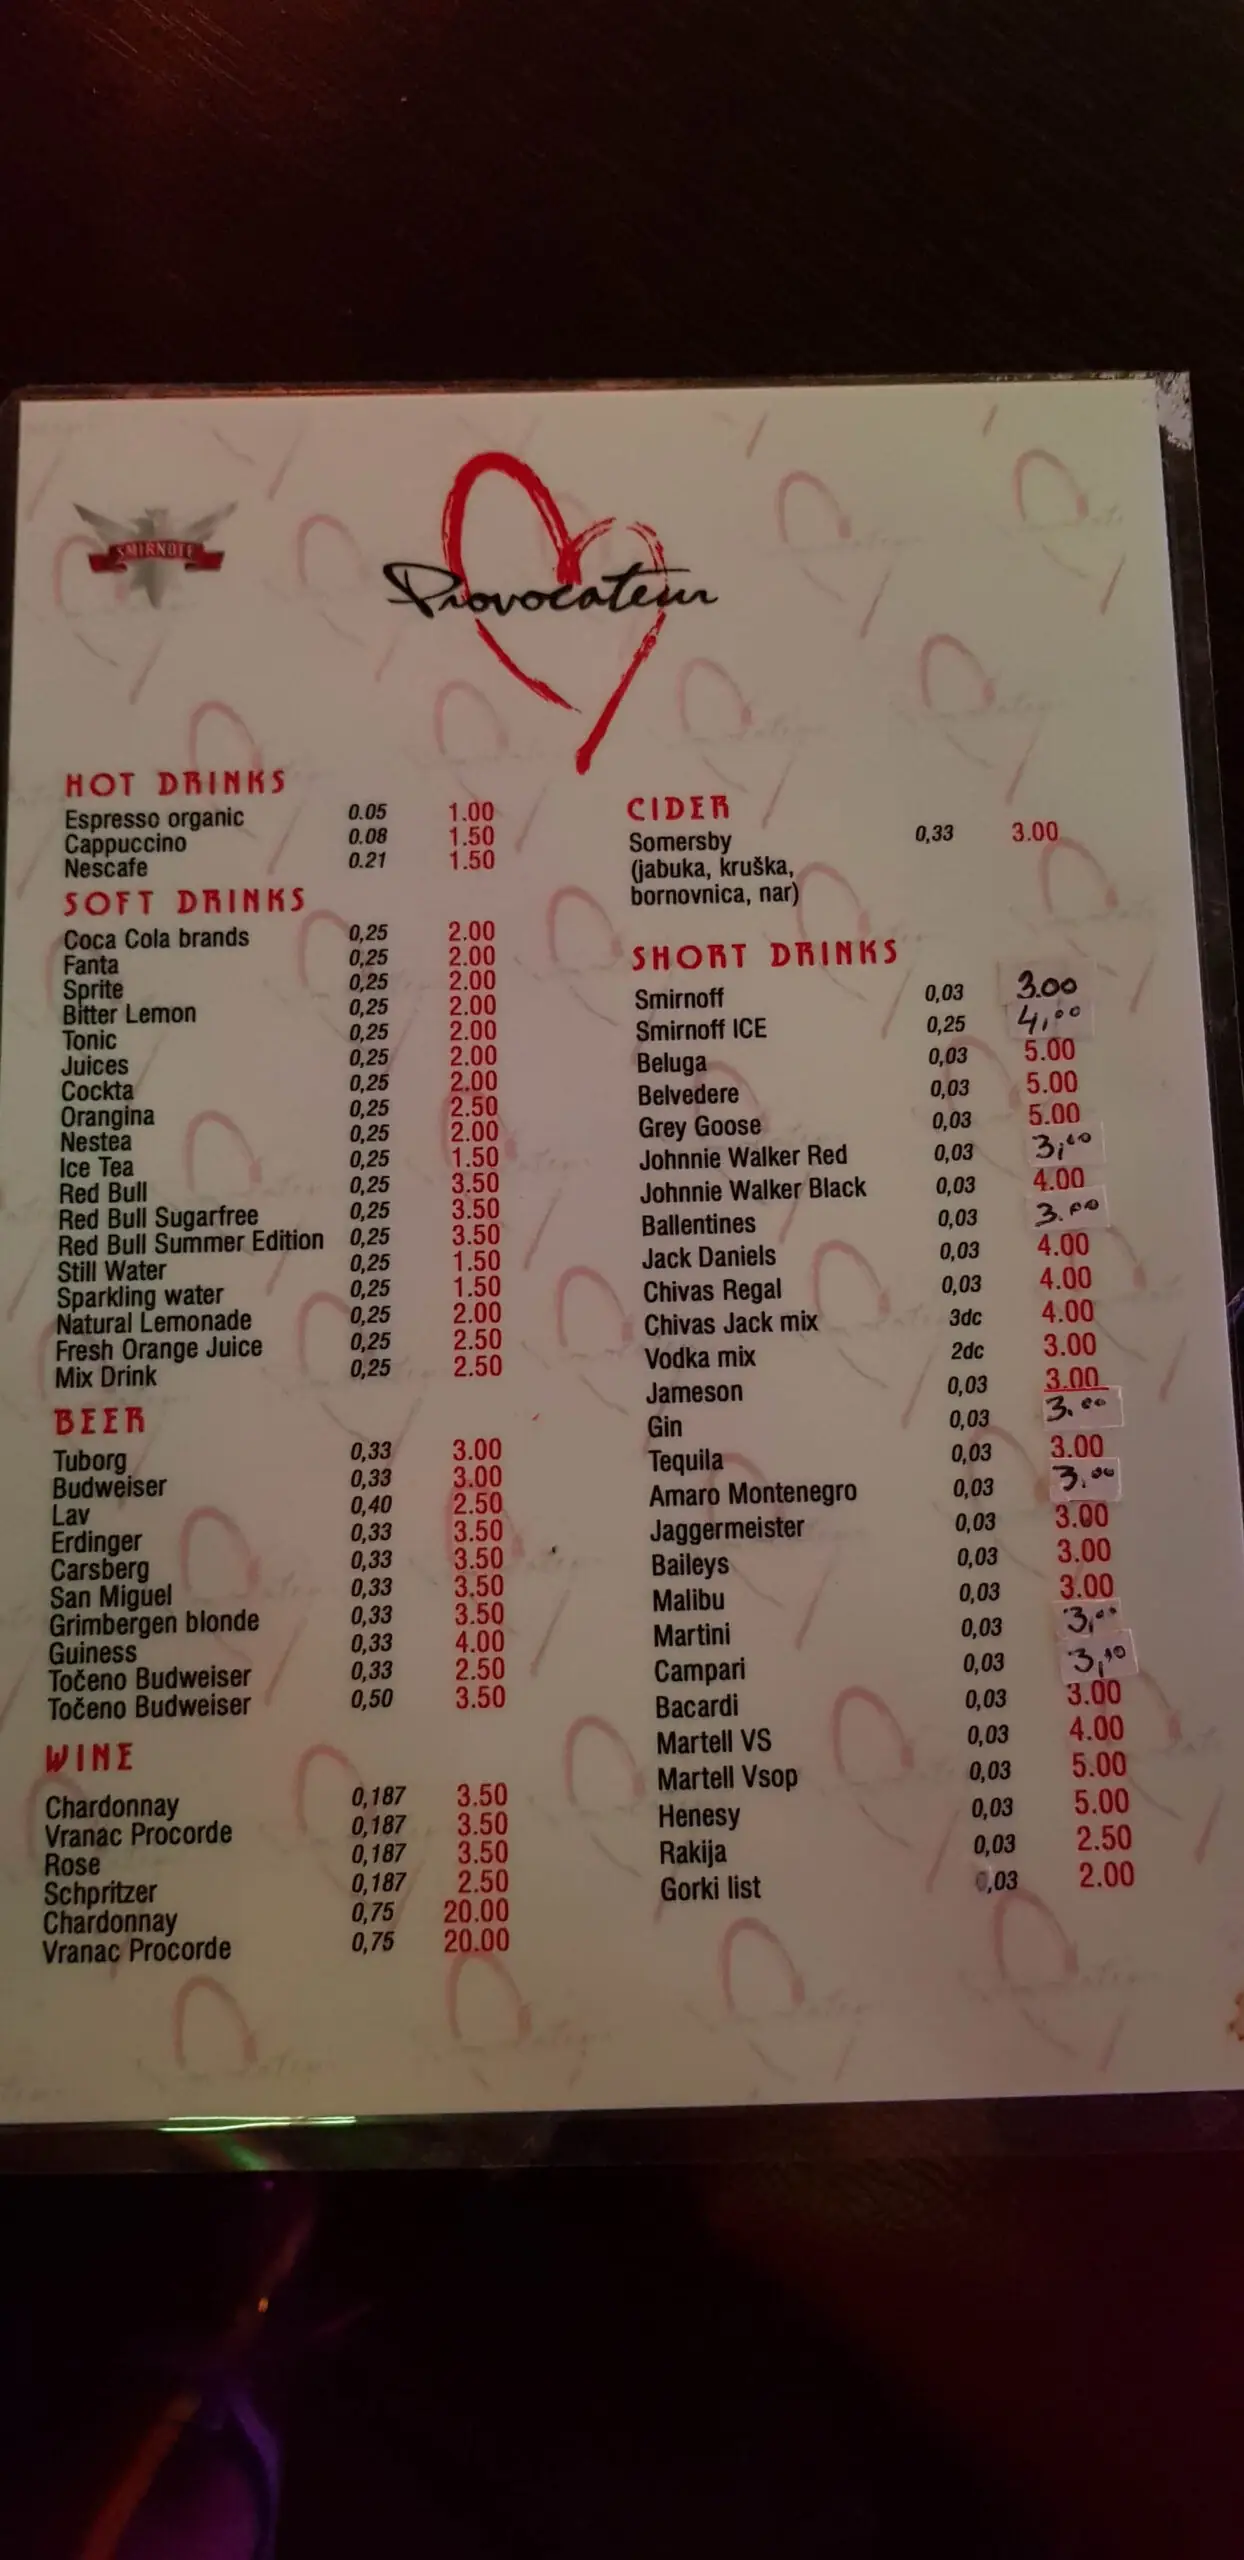 SMIRNOFF
Provocateur
HOT DRINKS
Espresso organic 0.05 1.00
Cappuccino 0.08 1.50
Nescafe 0.21 1.50
SOFT DRINKS
Coca Cola brands 0,25 2.00
Fanta 0,25 2.00
Sprite 0,25 2.00
Bitter Lemon 0,25 2.00
Tonic 0,25 2.00
Juices 0,25 2.00
Cockta 0,25 2.00
Orangina 0,25 2.50
Nestea 0,25 2.00
Ice Tea 0,25 1.50
Red Bull 0,25 3.50
Red Bull Sugarfree 0,25 3.50
Red Bull Summer Edition 0,25 3.50
Still Water 0,25 1.50
Sparkling water 0,25 1.50
Natural Lemonade 0,25 2.00
Fresh Orange Juice 0,25 2.50
Mix Drink 0,25 2.50
BEER
Tuborg 0,33 3.00
Budweiser 0,33 3.00
Lav 0,40 2.50
Erdinger 0,33 3.50
Carsberg 0,33 3.50
San Miguel 0,33 3.50
Grimbergen blonde 0,33 3.50
Guiness 0,33 4.00
Točeno Budweiser 0,33 2.50
Točeno Budweiser 0,50 3.50
WINE
Chardonnay 0,187 3.50
Vranac Procorde 0,187 3.50
Rose 0,187 3.50
Schpritzer 0,187 2.50
Chardonnay 0,75 20.00
Vranac Procorde 0,75 20.00
CIDER
Somersby 0,33 3.00
(jabuka, kruška,
bornovnica, nar)
SHORT DRINKS
Smirnoff 0,03 3.00
Smirnoff ICE 0,25 4,00
Beluga 0,03 5.00
Belvedere 0,03 5.00
Grey Goose 0,03 5.00
Johnnie Walker Red 0,03 3,00
Johnnie Walker Black 0,03 4.00
Ballentines 0,03 3.00
Jack Daniels 0,03 4.00
Chivas Regal 0,03 4.00
Chivas Jack mix 3dc 4.00
Vodka mix 2dc 3.00
Jameson 0,03 3.00
Gin 0,03 3.00
Tequila 0,03 3.00
Amaro Montenegro 0,03 3.00
Jaggermeister 0,03 3.00
Baileys 0,03 3.00
Malibu 0,03 3.00
Martini 0,03 3,00
Campari 0,03 3,00
Bacardi 0,03 3.00
Martell VS 0,03 4.00
Martell Vsop 0,03 5.00
Henesy 0,03 5.00
Rakija 0,03 2.50
Gorki list 0,03 2.00